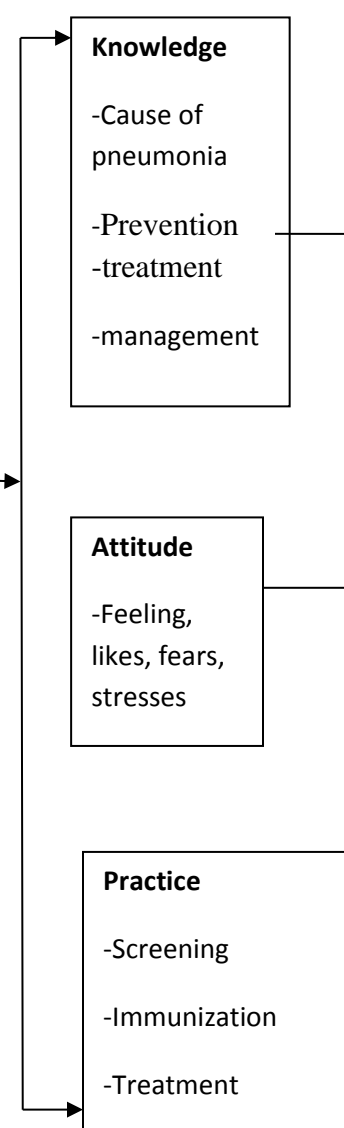 Knowledge
-Cause of
pneumonia
-Prevention
-treatment
-management
Attitude
-Feeling,
likes, fears,
stresses
Practice
-Screening
-Immunization
-Treatment